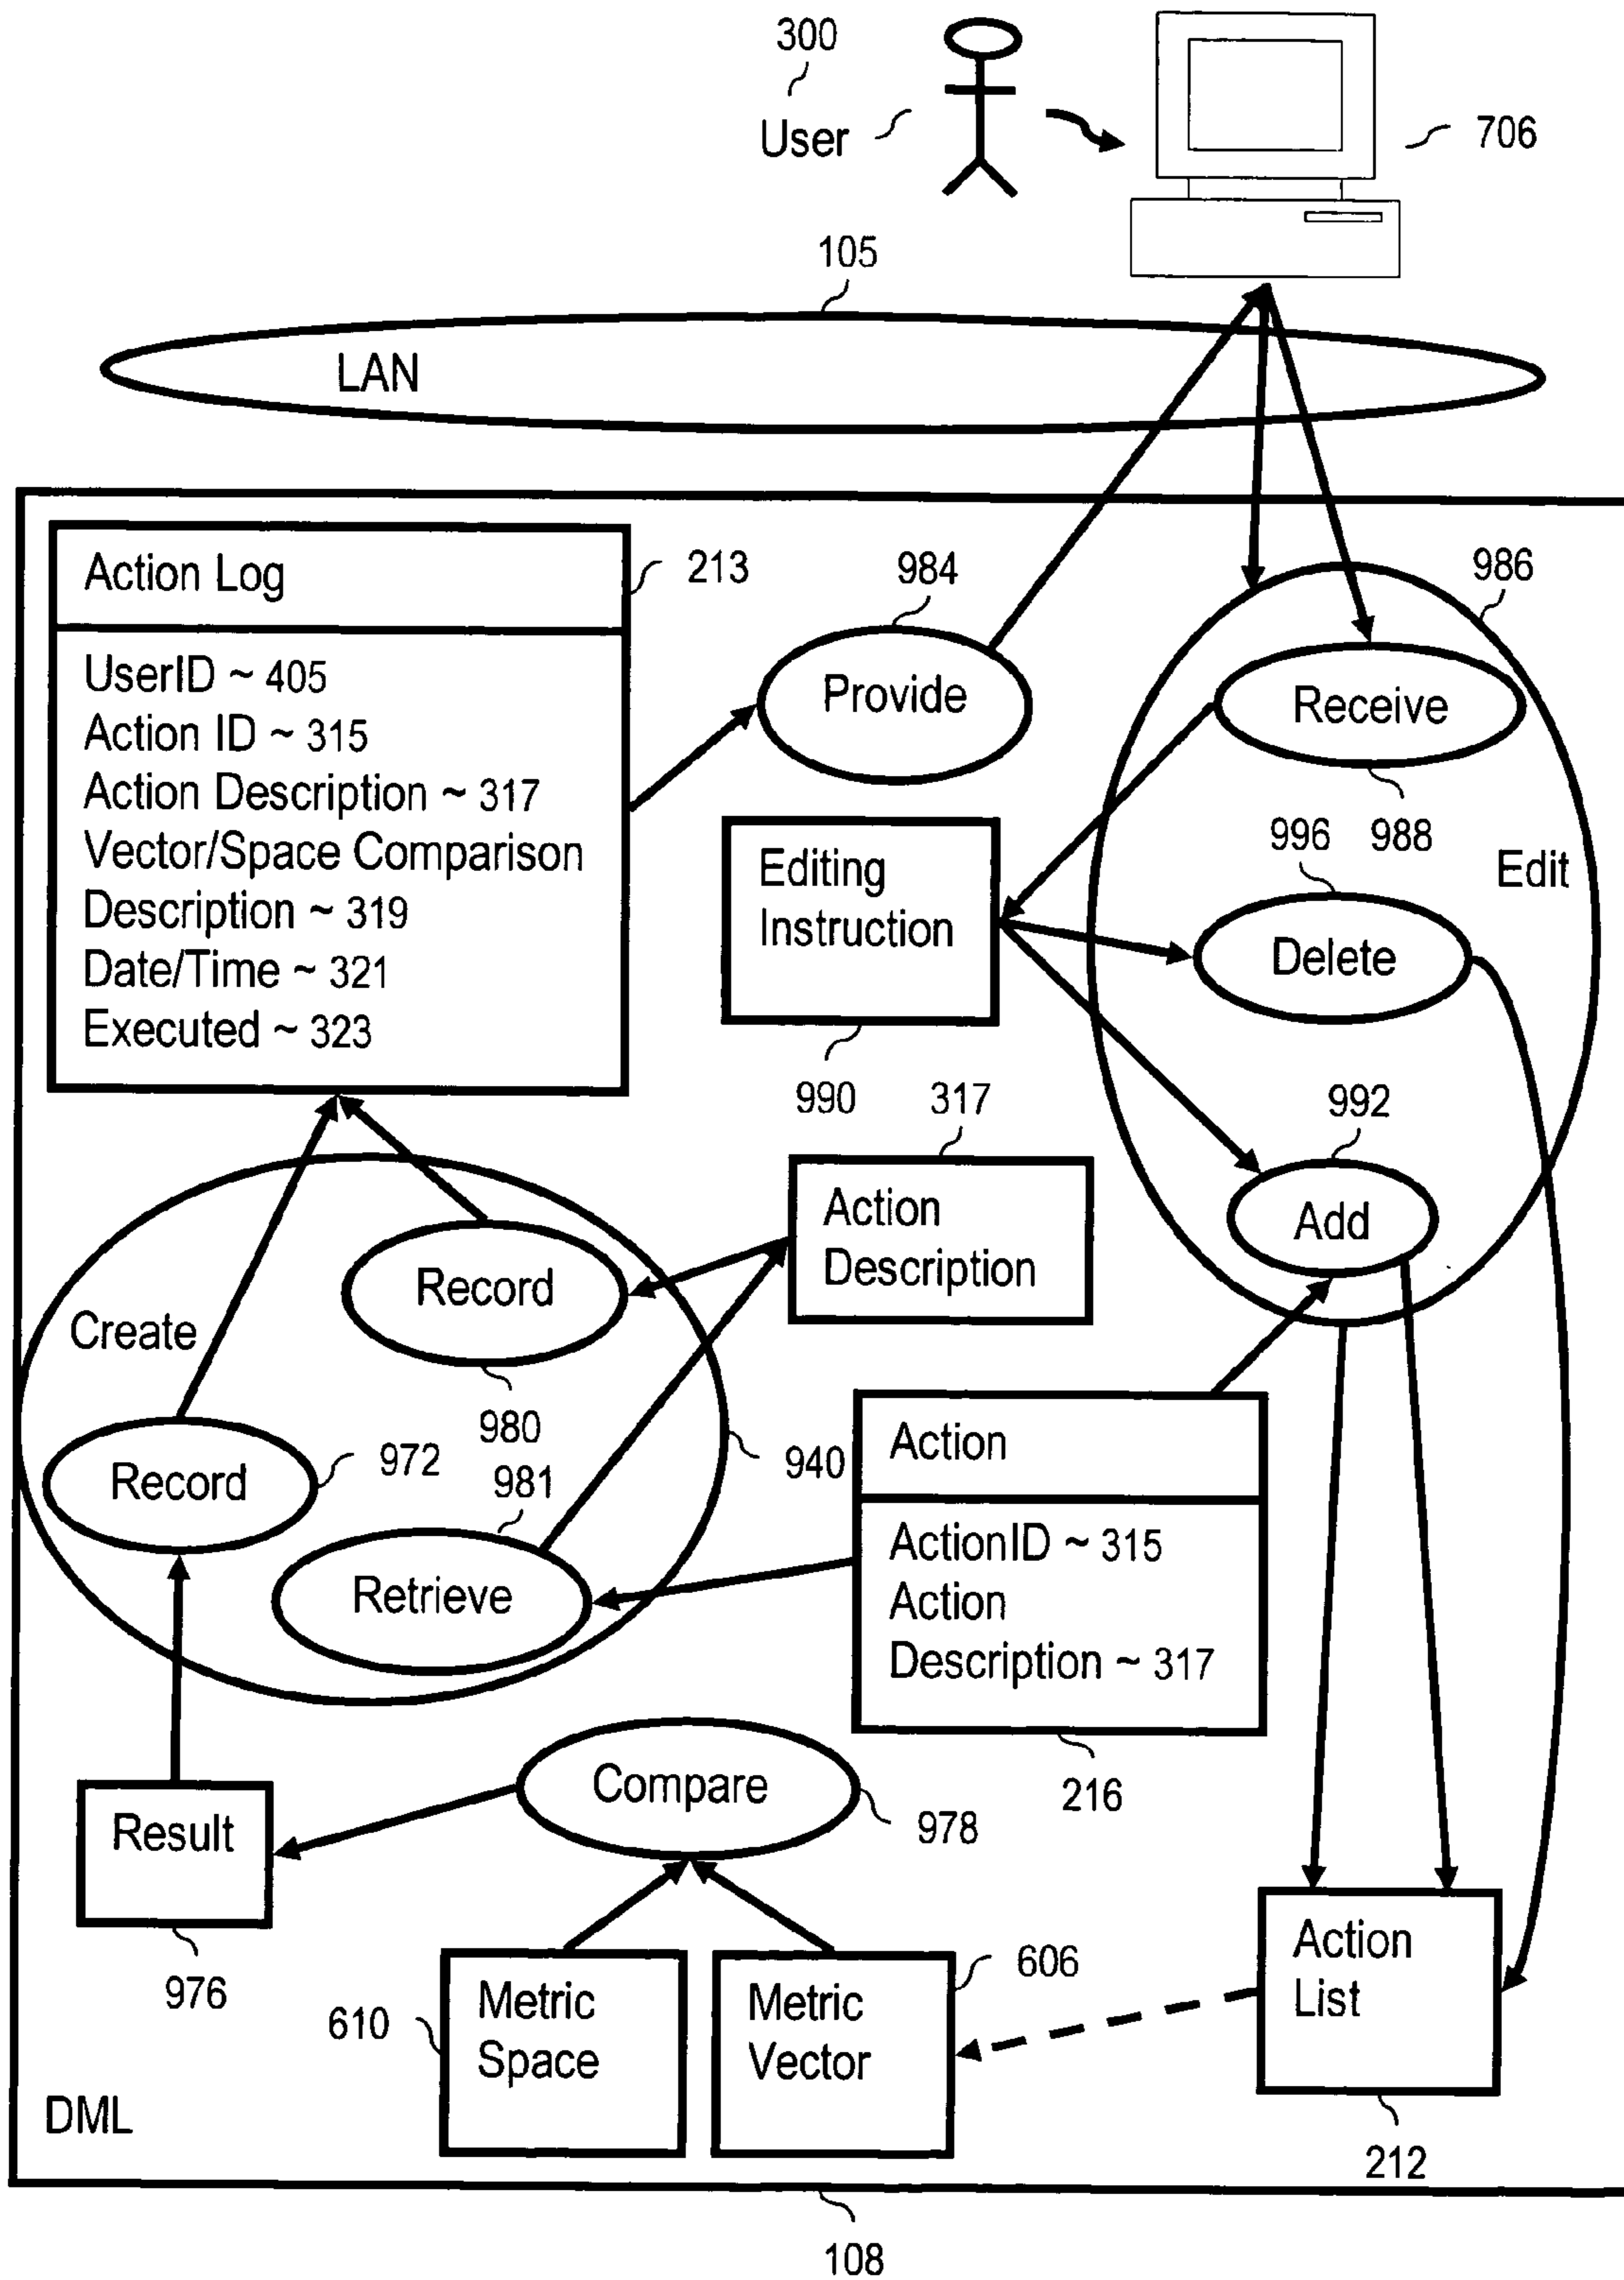 300
User
706
105
LAN
Action Log
213
UserID ~ 405
Action ID ~ 315
Action Description ~ 317
Vector/Space Comparison
Description ~ 319
Date/Time ~ 321
Executed ~ 323
984
Provide
986
Receive
988
Edit
Editing
Instruction
990
996
Delete
992
Add
317
Action
Description
Create
Record
980
Record
972
981
Retrieve
940
Action
ActionID ~ 315
Action
Description ~ 317
216
Compare
978
Result
976
Metric
Space
610
Metric
Vector
606
Action
List
212
DML
108